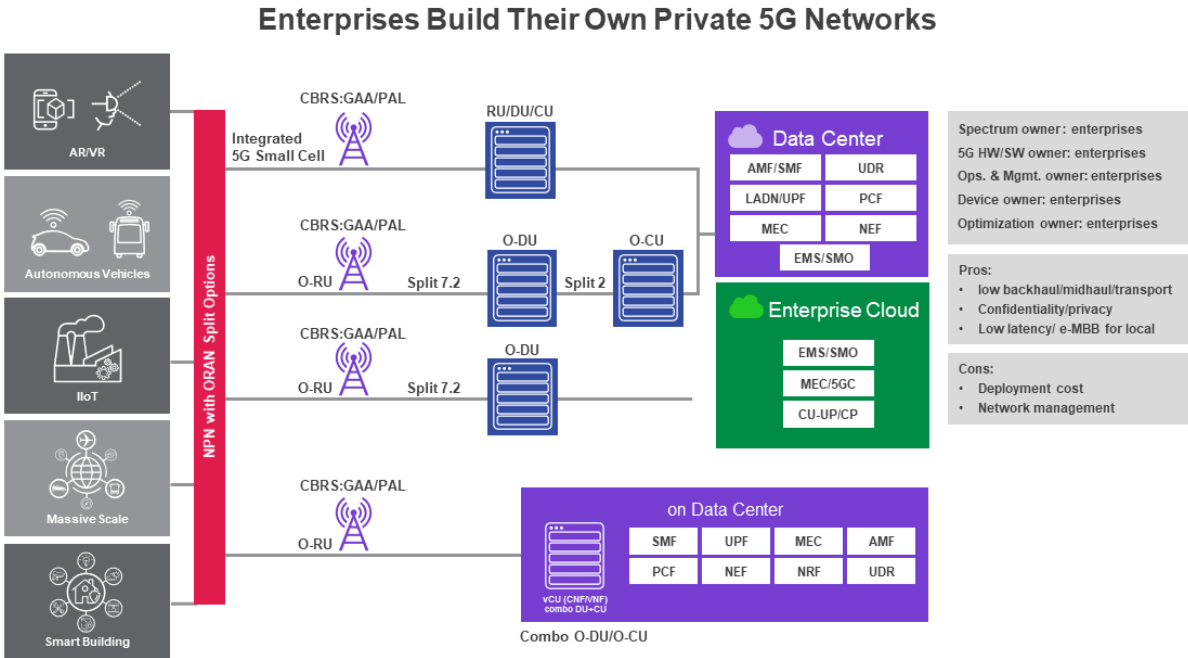 Enterprises Build Their Own Private 5G Networks
AR/VR
Autonomous Vehicles
IIoT
Massive Scale
Smart Building
NPN with ORAN Split Options
CBRS:GAA/PAL
Integrated
5G Small Cell
RU/DU/CU
CBRS:GAA/PAL
O-RU
Split 7.2
O-DU
Split 2
O-CU
CBRS:GAA/PAL
O-RU
Split 7.2
O-DU
CBRS:GAA/PAL
O-RU
Data Center
AMF/SMF
UDR
LADN/UPF
PCF
MEC
NEF
EMS/SMO
Enterprise Cloud
EMS/SMO
MEC/5GC
CU-UP/CP
on Data Center
SMF
UPF
MEC
AMF
PCF
NEF
NRF
UDR
vCU (CNF/VNF)
combo DU+CU
Combo O-DU/O-CU
Spectrum owner: enterprises
5G HW/SW owner: enterprises
Ops. & Mgmt. owner: enterprises
Device owner: enterprises
Optimization owner: enterprises
Pros:
• low backhaul/midhaul/transport
• Confidentiality/privacy
• Low latency/ e-MBB for local
Cons:
• Deployment cost
• Network management